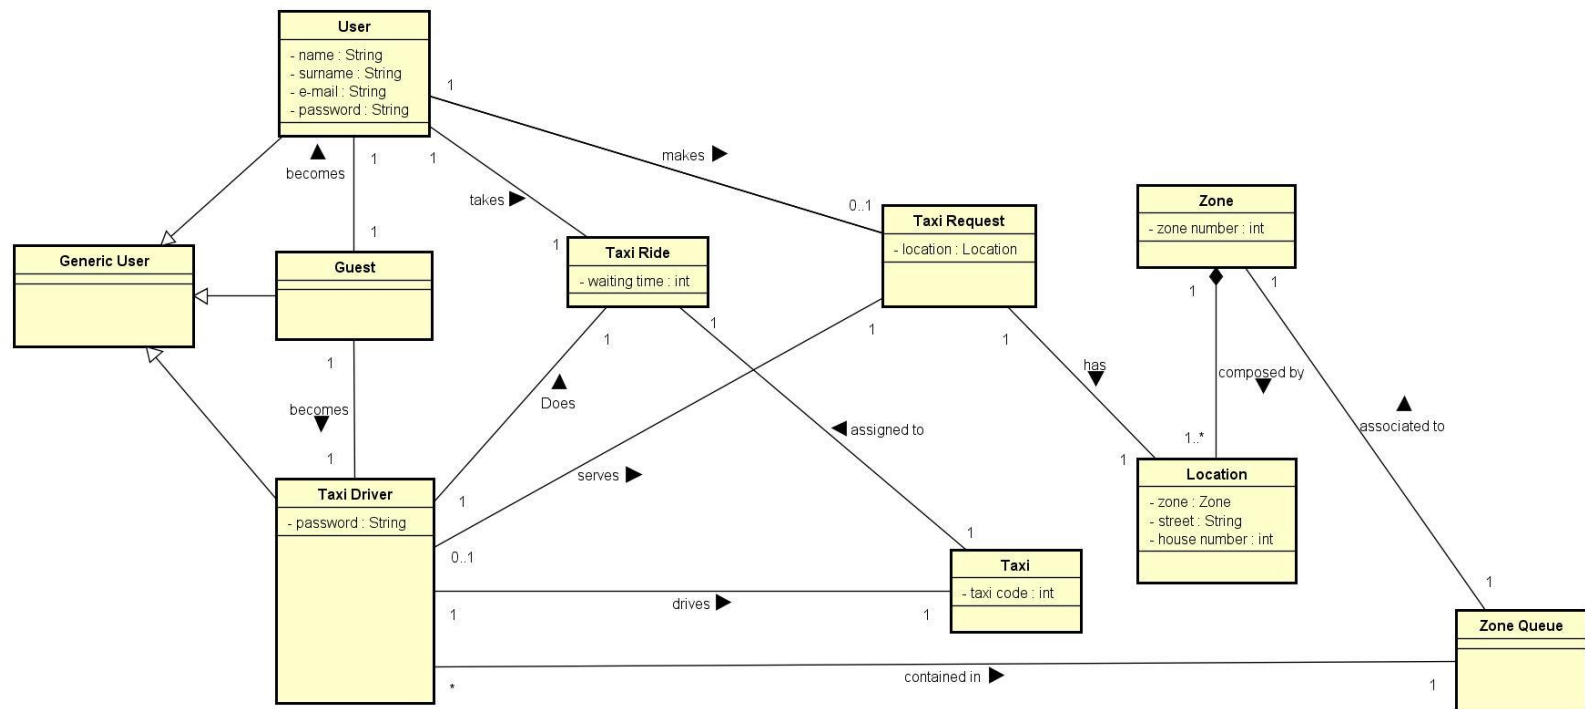 User
- name : String
- surname : String
- e-mail : String
- password : String
1
makes
0..1
1
becomes
1
takes
1
1
Generic User
Guest
Taxi Ride
- waiting time : int
Taxi Request
- location : Location
Zone
- zone number : int
1
1
1
1
1
1
1
has
composed by
becomes
Does
assigned to
associated to
1..*
1
1
serves
Taxi Driver
- password : String
1
0..1
Location
- zone : Zone
- street : String
- house number : int
1
Taxi
- taxi code : int
drives
1
1
1
Zone Queue
contained in
*
1